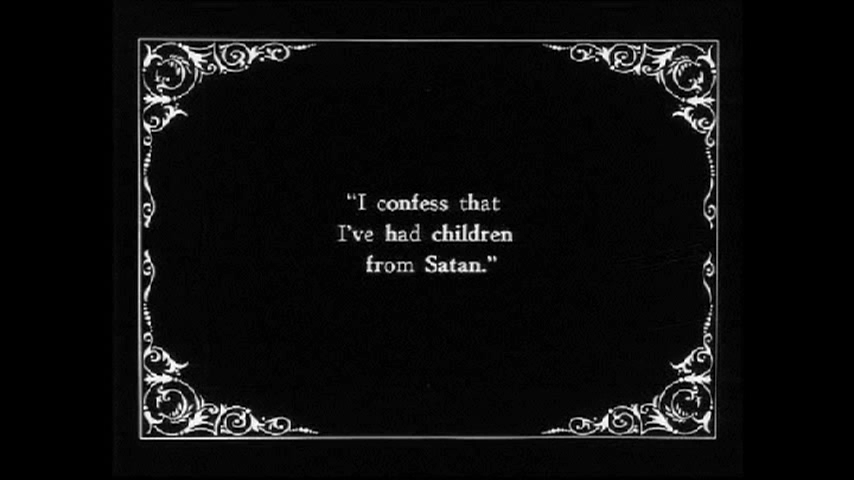 "I confess that
I've had children
from Satan."